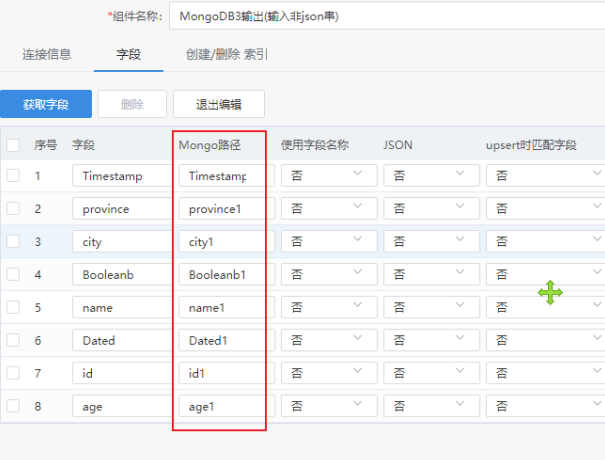 *组件名称: MongoDB3输出(输入非json串)
连接信息 字段 创建/删除 索引
获取字段 删除 退出编辑
序号 字段 Mongo路径 使用字段名称 JSON upsert时匹配字段
1 Timestamp Timestamp 否 否 否
2 province province1 否 否 否
3 city city1 否 否 否
4 Booleanb Booleanb1 否 否 否
5 name name1 否 否 否
6 Dated Dated1 否 否 否
7 id id1 否 否 否
8 age age1 否 否 否